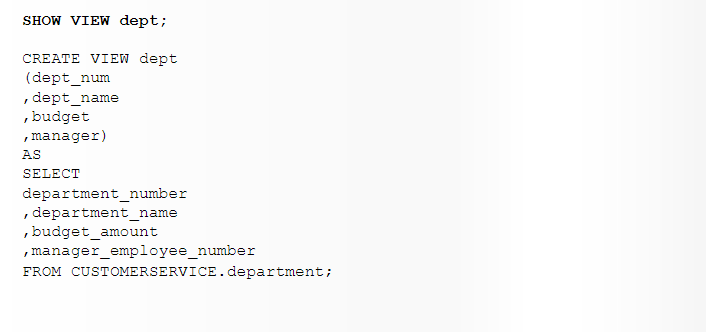 SHOW VIEW dept;
CREATE VIEW dept
(dept_num
,dept_name
,budget
,manager)
AS
SELECT
department_number
,department_name
,budget_amount
,manager_employee_number
FROM CUSTOMERSERVICE.department;